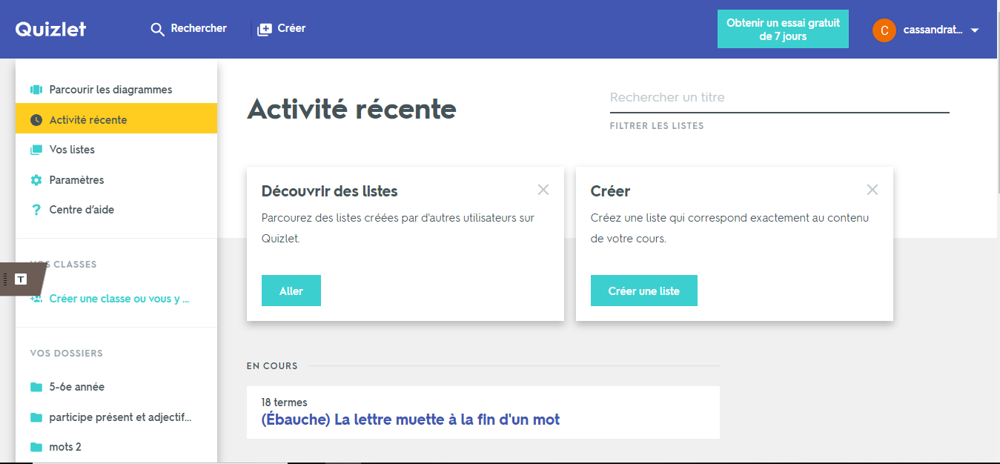 Quizlet
Rechercher
Créer
Obtenir un essai gratuit
de 7 jours
C
cassandrat...
Parcourir les diagrammes
Activité récente
Vos listes
Paramètres
? Centre d'aide
VOS CLASSES
T
Créer une classe ou vous y ...
VOS DOSSIERS
5-6e année
participe présent et adjectif...
mots 2
Activité récente
Rechercher un titre
FILTRER LES LISTES
Découvrir des listes
Parcourez des listes créées par d'autres utilisateurs sur
Quizlet.
Aller
Créer
Créez une liste qui correspond exactement au contenu
de votre cours.
Créer une liste
EN COURS
18 termes
(Ébauche) La lettre muette à la fin d'un mot